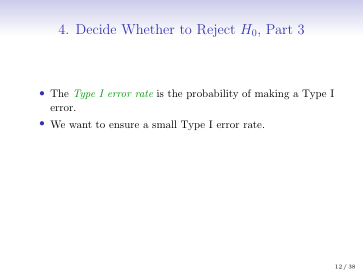 4. Decide Whether to Reject H₀, Part 3
• The Type I error rate is the probability of making a Type I
error.
• We want to ensure a small Type I error rate.
12 / 38